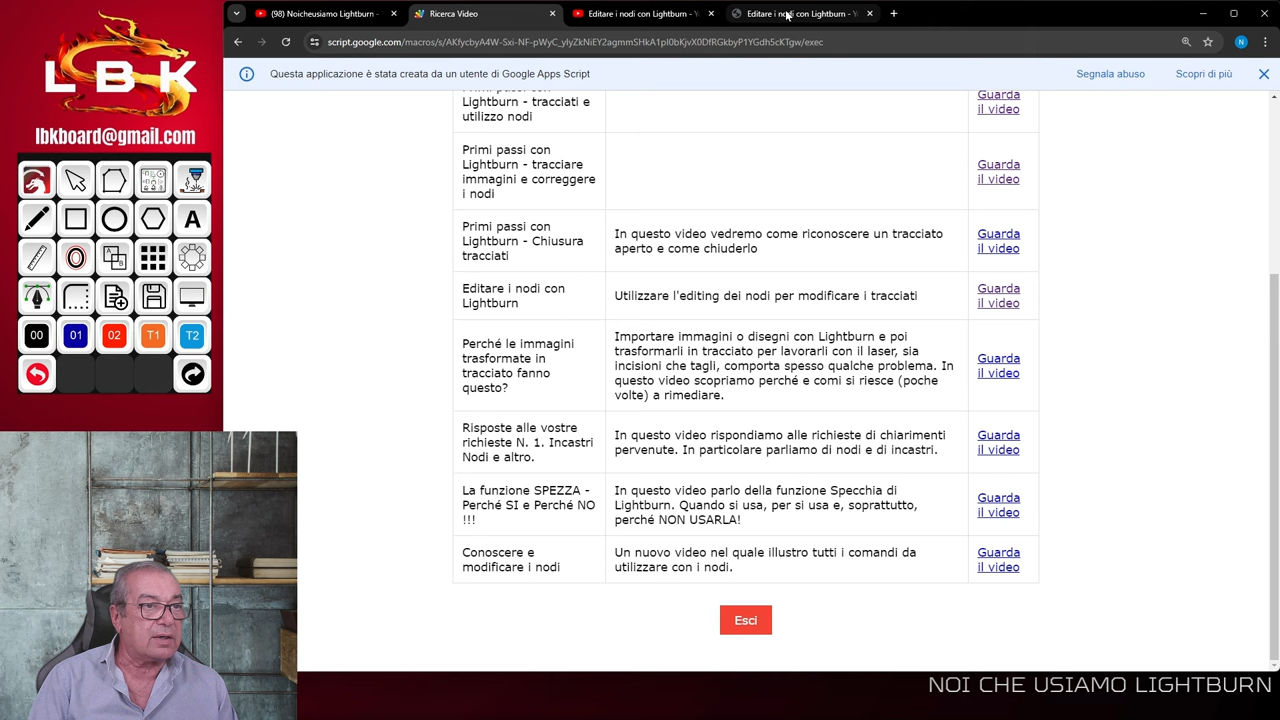 (98) Noicheusiamo Lightburn -
Ricerca Video
Editare i nodi con Lightburn - Y
Editare i nodi con Lightburn - Y
script.google.com/macros/s/AKfycbyA4W-Sxi-NF-pWyC_ylyZkNiEY2agmmSHkA1pI0bKjvX0DfRGkbyP1YGdh5cKTgw/exec
N
Questa applicazione è stata creata da un utente di Google Apps Script
Segnala abuso
Scopri di più
LBK
lbkboard@gmail.com
A
A
00
01
02
T1
T2
Primi passi con
Lightburn - tracciati e
utilizzo nodi
Guarda
il video
Primi passi con
Lightburn - tracciare
immagini e correggere
i nodi
Guarda
il video
Primi passi con
Lightburn - Chiusura
tracciati
In questo video vedremo come riconoscere un tracciato
aperto e come chiuderlo
Guarda
il video
Editare i nodi con
Lightburn
Utilizzare l'editing dei nodi per modificare i tracciati
Guarda
il video
Perché le immagini
trasformate in
tracciato fanno
questo?
Importare immagini o disegni con Lightburn e poi
trasformarli in tracciato per lavorarli con il laser, sia
incisioni che tagli, comporta spesso qualche problema. In
questo video scopriamo perché e comi si riesce (poche
volte) a rimediare.
Guarda
il video
Risposte alle vostre
richieste N. 1. Incastri
Nodi e altro.
In questo video rispondiamo alle richieste di chiarimenti
pervenute. In particolare parliamo di nodi e di incastri.
Guarda
il video
La funzione SPEZZA -
Perché SI e Perché NO
!!!
In questo video parlo della funzione Specchia di
Lightburn. Quando si usa, per si usa e, soprattutto,
perché NON USARLA!
Guarda
il video
Conoscere e
modificare i nodi
Un nuovo video nel quale illustro tutti i comandi da
utilizzare con i nodi.
Guarda
il video
Esci
NOI CHE USIAMO LIGHTBURN